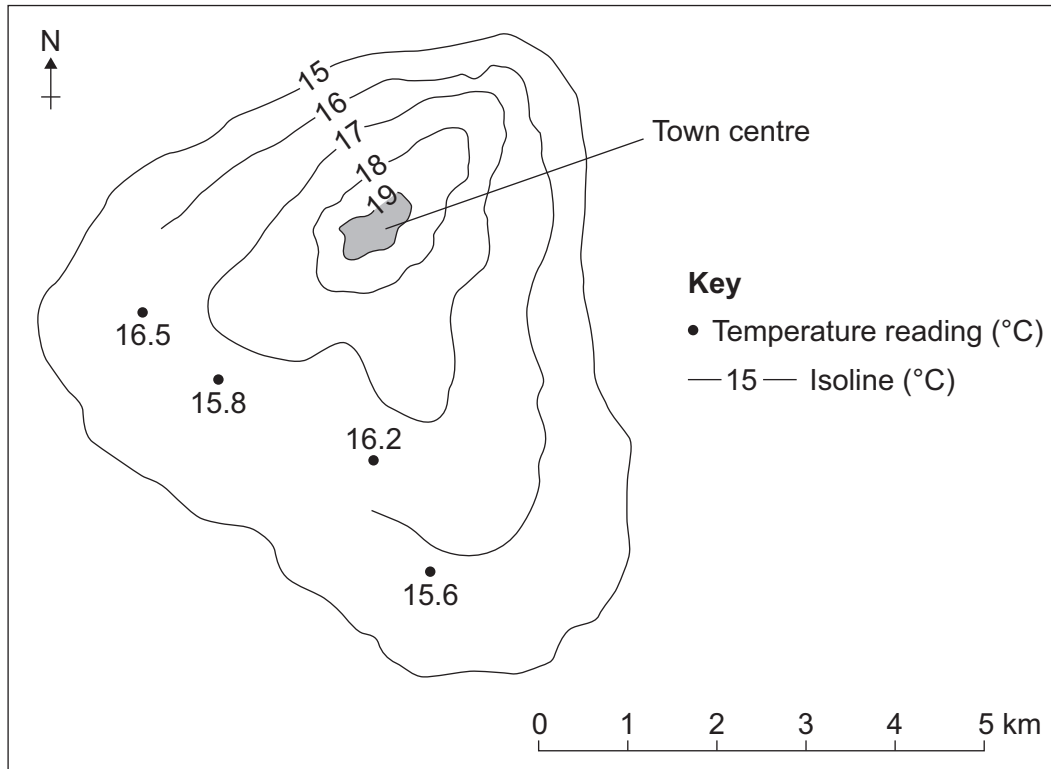 N
15
16
17
18
19
Town centre
16.5
15.8
16.2
15.6
Key
Temperature reading (°C)
15 Isoline (°C)
0 1 2 3 4 5 km